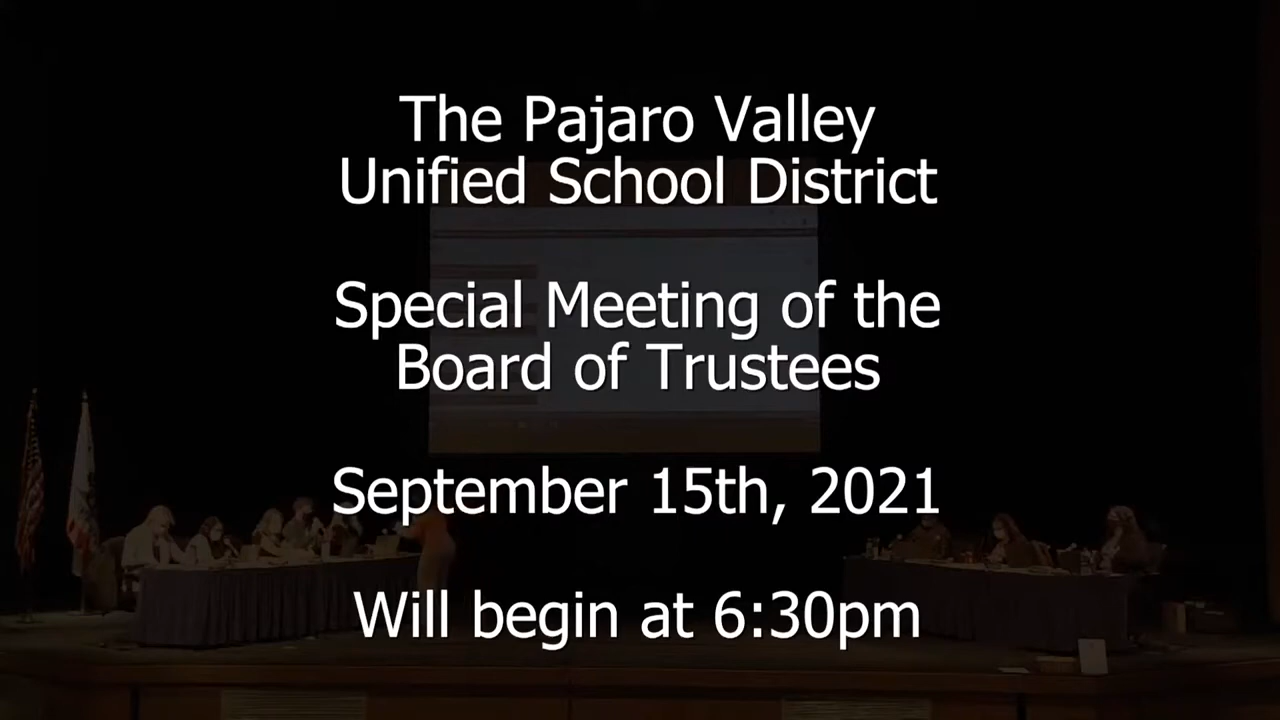 The Pajaro Valley
Unified School District
Special Meeting of the
Board of Trustees
September 15th, 2021
Will begin at 6:30pm